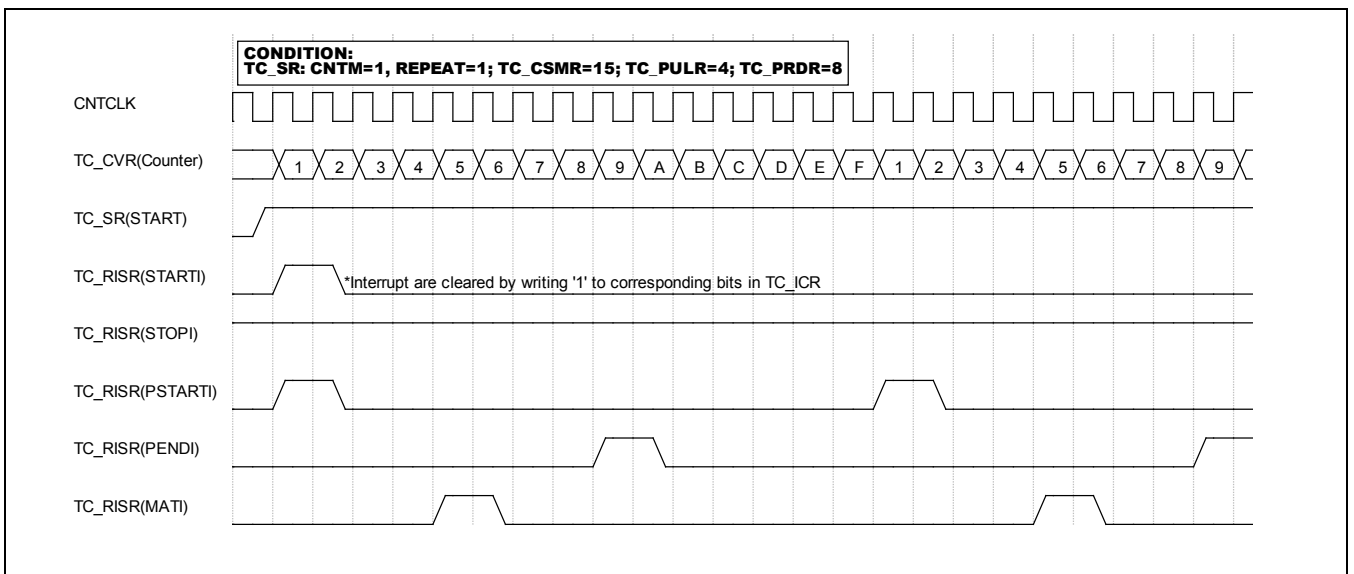 CONDITION:
TC_SR: CNTM=1, REPEAT=1; TC_CSMR=15; TC_PULR=4; TC_PRDR=8
CNTCLK
TC_CVR(Counter) 1 2 3 4 5 6 7 8 9 A B C D E F 1 2 3 4 5 6 7 8 9
TC_SR(START)
TC_RISR(STARTI) *Interrupt are cleared by writing '1' to corresponding bits in TC_ICR
TC_RISR(STOPI)
TC_RISR(PSTARTI)
TC_RISR(PENDI)
TC_RISR(MATI)